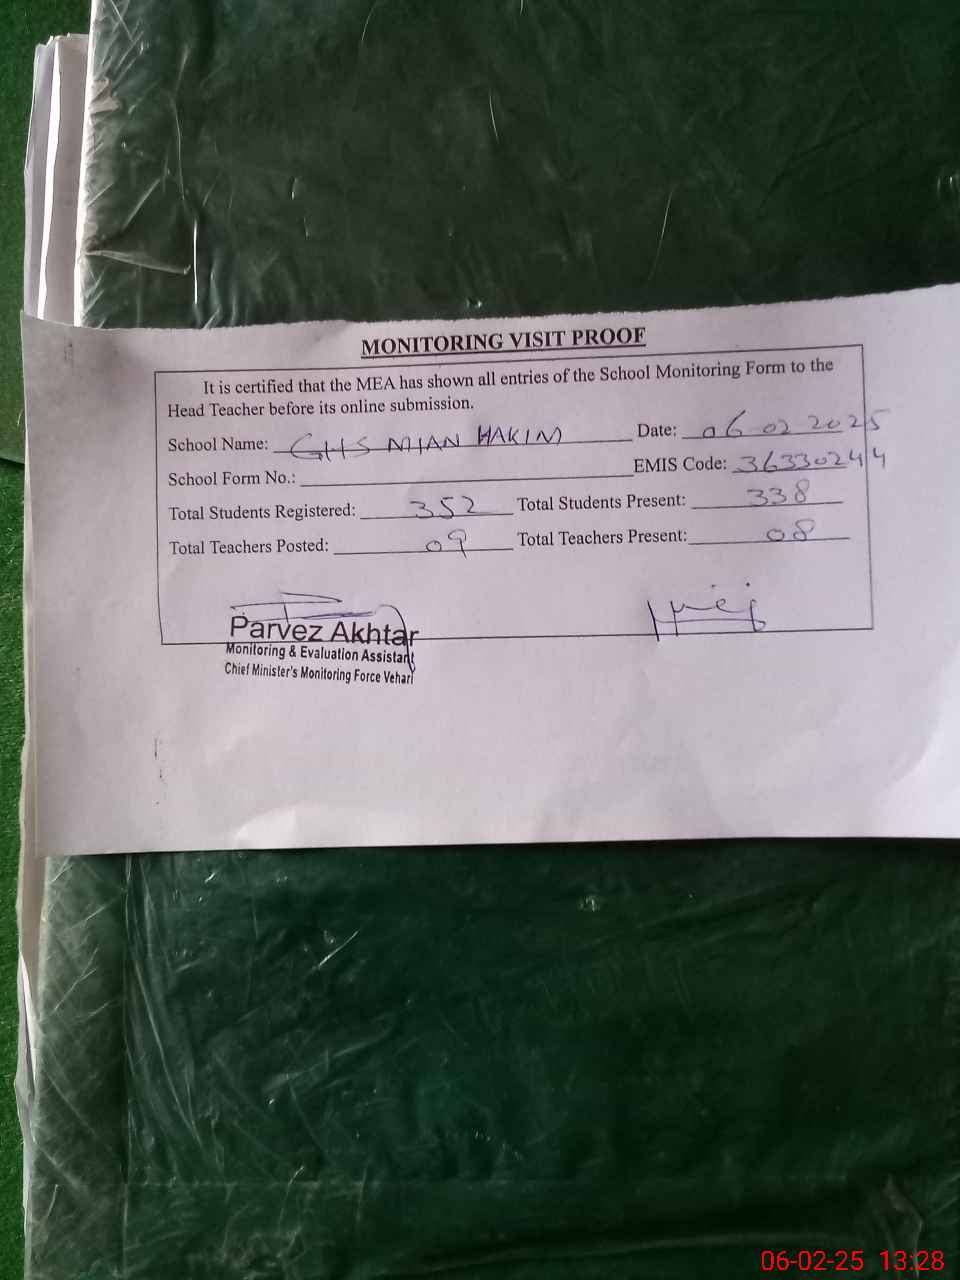 MONITORING VISIT PROOF
It is certified that the MEA has shown all entries of the School Monitoring Form to the
Head Teacher before its online submission.
School Name: GHS MIAN HAKIM Date: 06 02 2025
School Form No.: EMIS Code: 36330244
Total Students Registered: 352 Total Students Present: 338
Total Teachers Posted: 09 Total Teachers Present: 08
Parvez Akhtar
Monitoring & Evaluation Assistant
Chief Minister's Monitoring Force Vehari
06-02-25 13:28